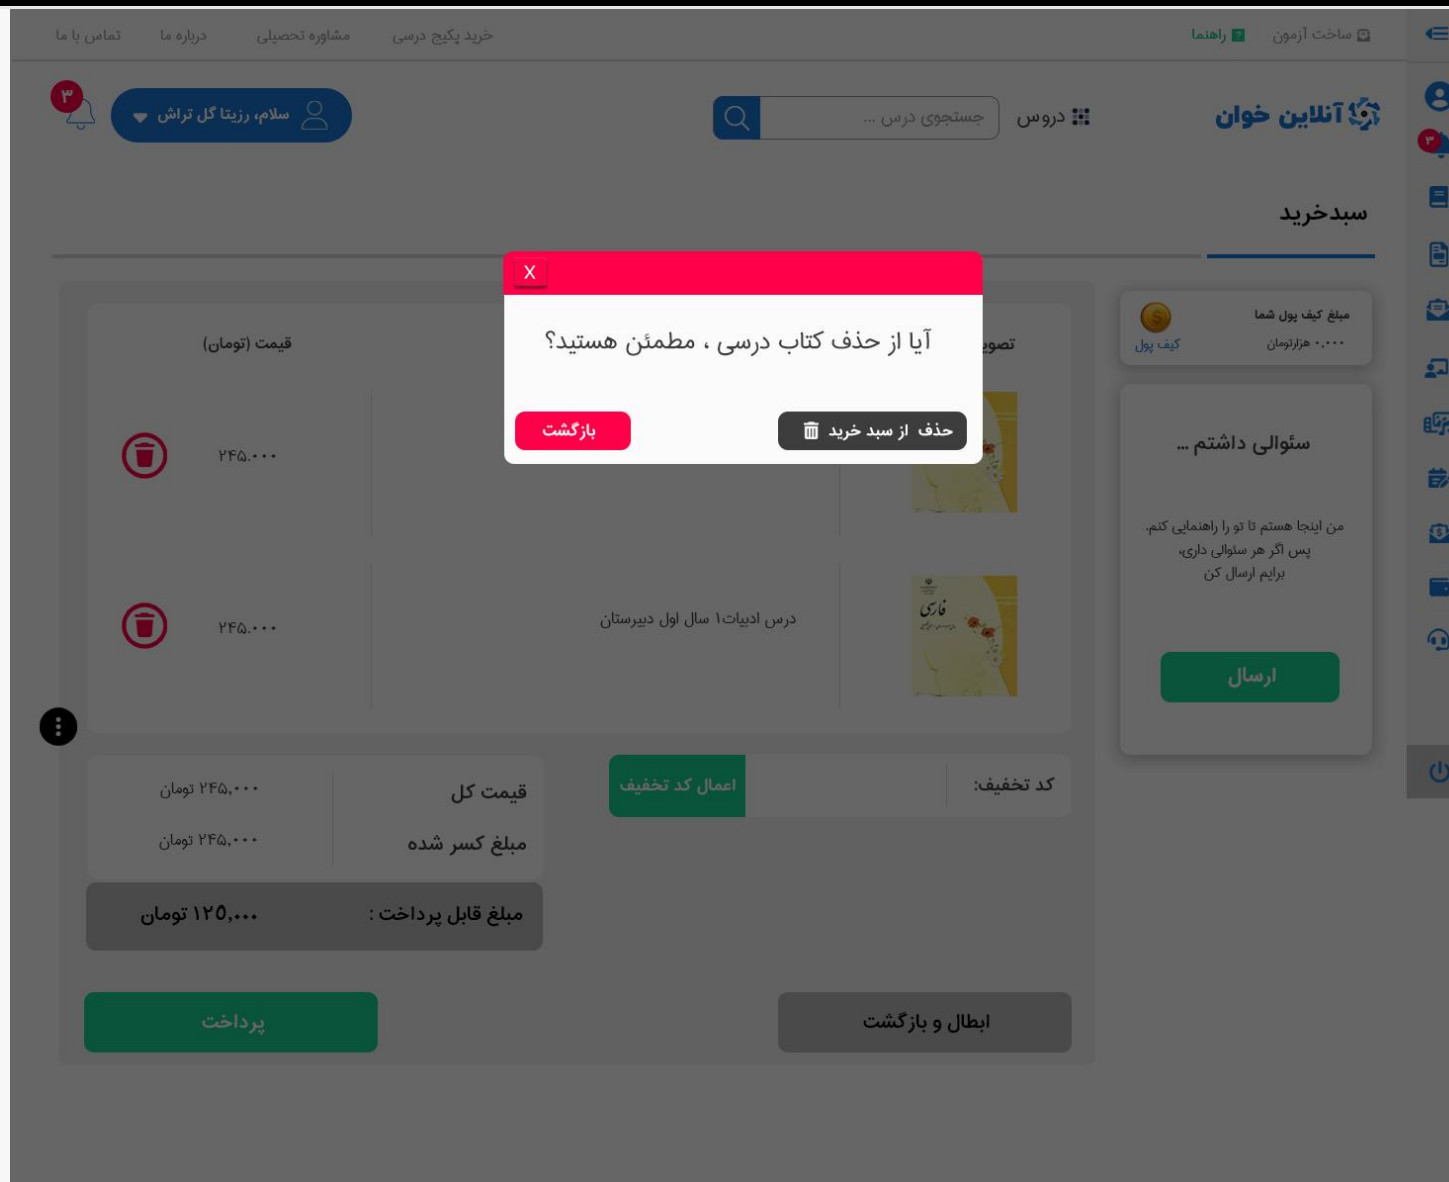 ساخت آزمون
راهنما
خرید پکیج درسی
مشاوره تحصیلی
درباره ما
تماس با ما
آنلاین خوان
دروس
جستجوی درس ...
سلام، رزیتا گل تراش
۳
۳
سبدخرید
X
آیا از حذف کتاب درسی ، مطمئن هستید؟
حذف از سبد خرید
بازگشت
مبلغ کیف پول شما
۰,۰۰۰ هزارتومان
کیف پول
سئوالی داشتم ...
من اینجا هستم تا تو را راهنمایی کنم.
پس اگر هر سئوالی داری،
برایم ارسال کن
ارسال
قیمت (تومان)
۲۴۵.۰۰۰
فارسی
درس ادبیات۱ سال اول دبیرستان
۲۴۵.۰۰۰
کد تخفیف:
اعمال کد تخفیف
قیمت کل
۲۴۵,۰۰۰ تومان
مبلغ کسر شده
۲۴۵,۰۰۰ تومان
مبلغ قابل پرداخت :
۱۲۵,۰۰۰ تومان
ابطال و بازگشت
پرداخت